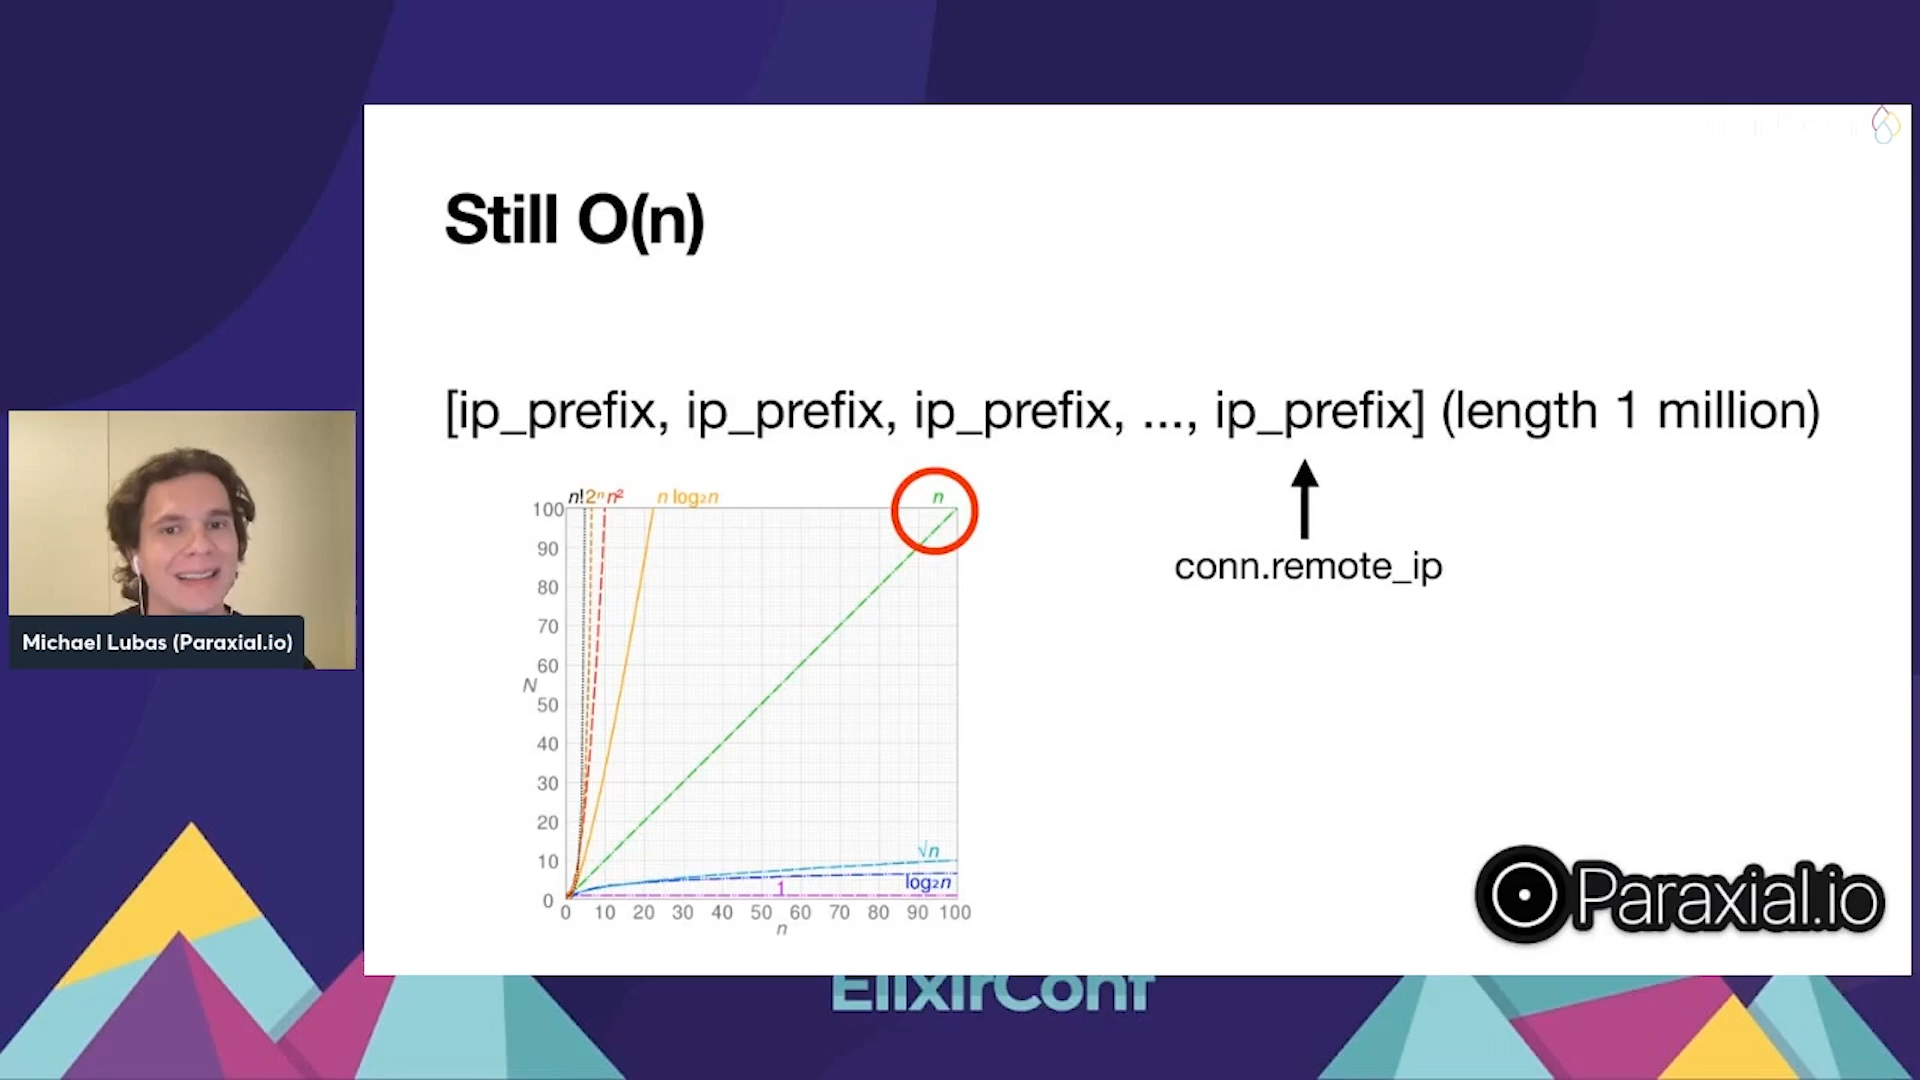 Still O(n)
[ip_prefix, ip_prefix, ip_prefix, ..., ip_prefix] (length 1 million)
conn.remote_ip
n! 2ⁿ n² n log₂n n
100
90
80
70
60
N
50
40
30
20
10
0
√n
log₂n
1
0 10 20 30 40 50 60 70 80 90 100
n
Michael Lubas (Paraxial.io)
Paraxial.io
ElixirConf